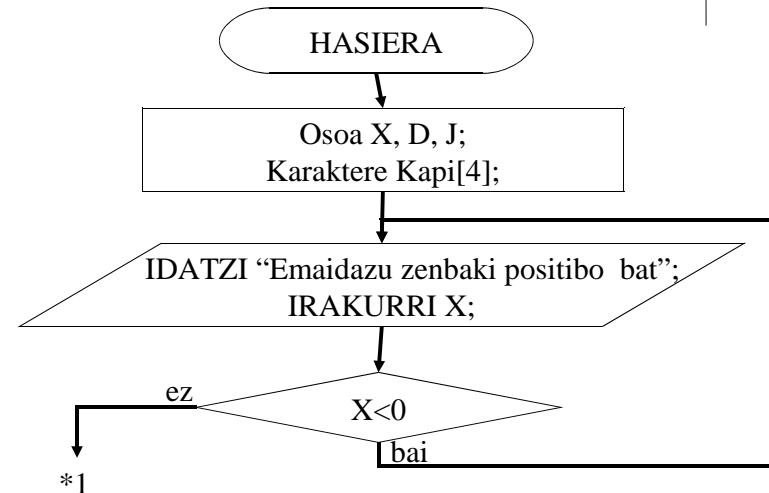 HASIERA
Osoa X, D, J;
Karaktere Kapi[4];
IDATZI “Emaidazu zenbaki positibo bat”;
IRAKURRI X;
ez
X<0
bai
*1